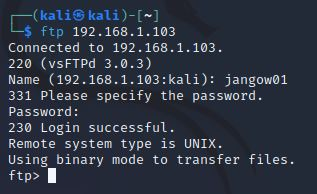 ┌──(kali㉿kali)-[~]
└─$ ftp 192.168.1.103
Connected to 192.168.1.103.
220 (vsFTPd 3.0.3)
Name (192.168.1.103:kali): jangow01
331 Please specify the password.
Password:
230 Login successful.
Remote system type is UNIX.
Using binary mode to transfer files.
ftp>